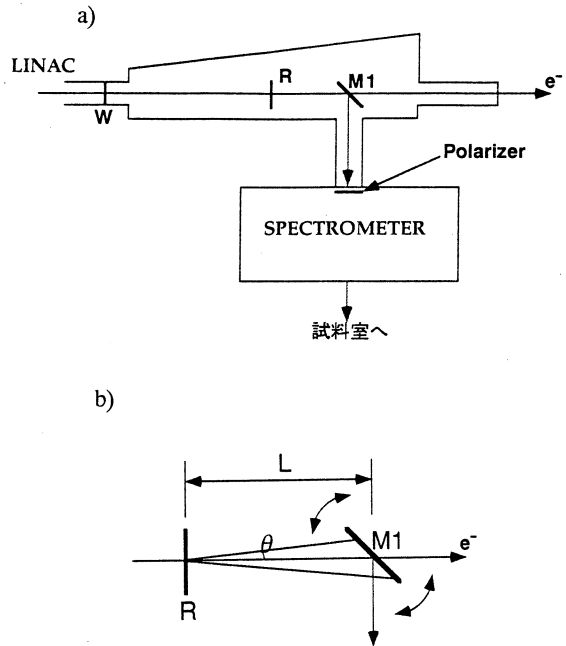 a)
LINAC
W
R
M1
e⁻
Polarizer
SPECTROMETER
試料室へ
b)
L
θ
M1
e⁻
R